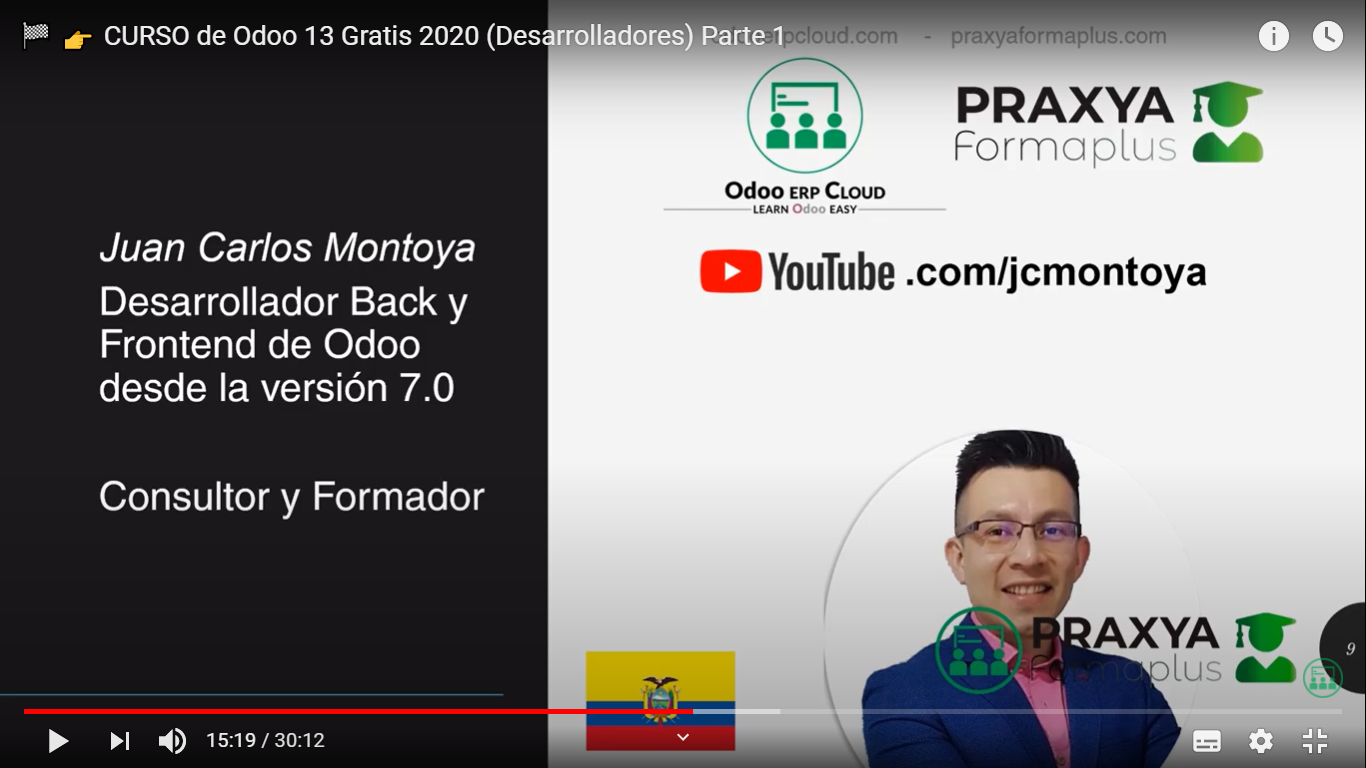 CURSO de Odoo 13 Gratis 2020 (Desarrolladores) Parte 1
erpcloud.com - praxyaformaplus.com
PRAXYA
Formaplus
Odoo ERP CLOUD
LEARN Odoo EASY
Juan Carlos Montoya
Desarrollador Back y
Frontend de Odoo
desde la versión 7.0
Consultor y Formador
YouTube .com/jcmontoya
PRAXYA
Formaplus
9
15:19 / 30:12